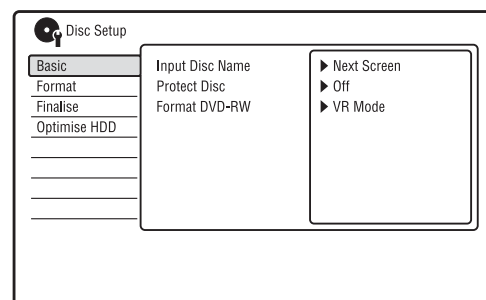 Disc Setup
Basic
Format
Finalise
Optimise HDD
Input Disc Name
Protect Disc
Format DVD-RW
Next Screen
Off
VR Mode